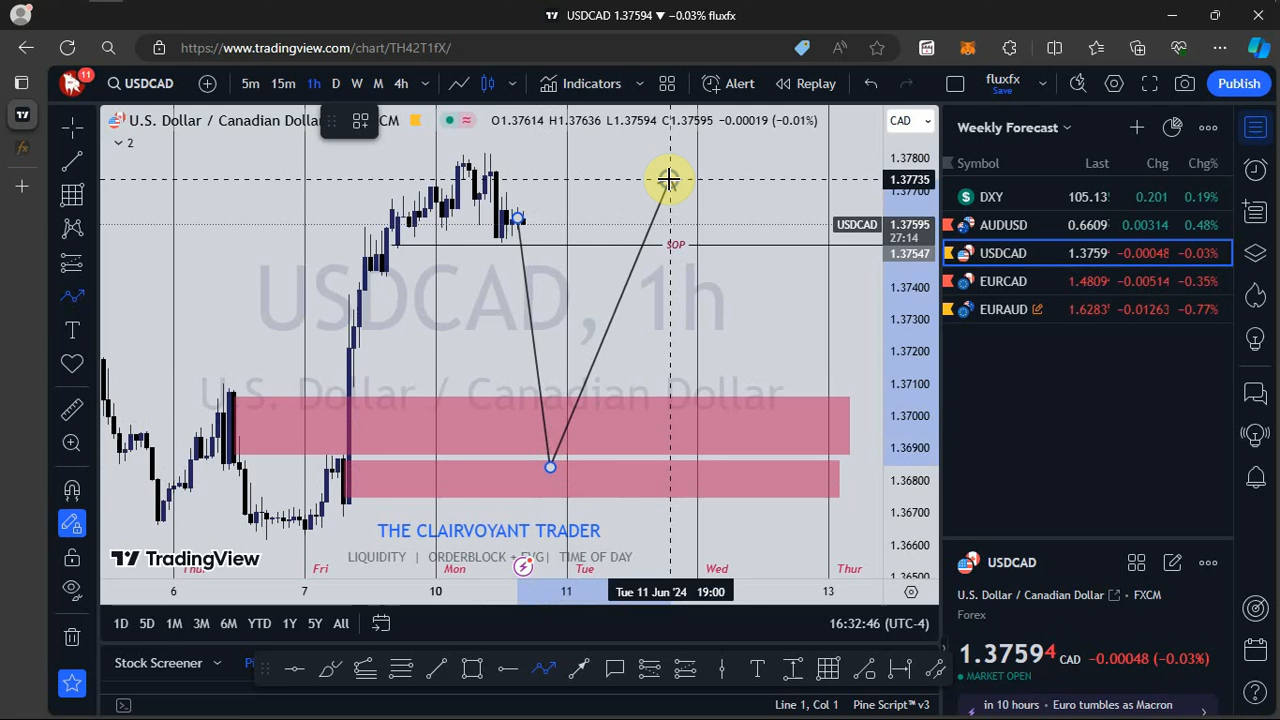 USDCAD 1.37594 ▼ −0.03% fluxfx
https://www.tradingview.com/chart/TH42T1fX/
11
USDCAD
5m 15m 1h D W M 4h
Indicators
Alert
Replay
fluxfx
Save
Publish
U.S. Dollar / Canadian Dollar
CM
O1.37614 H1.37636 L1.37594 C1.37595 −0.00019 (−0.01%)
2
CAD
1.37800
1.37735
1.37700
USDCAD 1.37595
27:14
1.37547
1.37400
1.37300
1.37200
1.37100
1.37000
1.36900
1.36800
1.36700
1.36600
1.36500
SOP
USDCAD, 1h
U.S. Dollar / Canadian Dollar
THE CLAIRVOYANT TRADER
LIQUIDITY | ORDERBLOCK + FVG | TIME OF DAY
TradingView
Thu Fri Mon Tue Wed Thur
6 7 10 11 Tue 11 Jun '24 19:00 13
1D 5D 1M 3M 6M YTD 1Y 5Y All
16:32:46 (UTC-4)
Stock Screener
Line 1, Col 1 Pine Script™ v3
Weekly Forecast
Symbol Last Chg Chg%
DXY 105.13 0.201 0.19%
AUDUSD 0.6609 0.00314 0.48%
USDCAD 1.3759 −0.00048 −0.03%
EURCAD 1.4809 −0.00514 −0.35%
EURAUD 1.6283 −0.01263 −0.77%
USDCAD
U.S. Dollar / Canadian Dollar FXCM
Forex
1.37594 CAD −0.00048 (−0.03%)
MARKET OPEN
in 10 hours • Euro tumbles as Macron